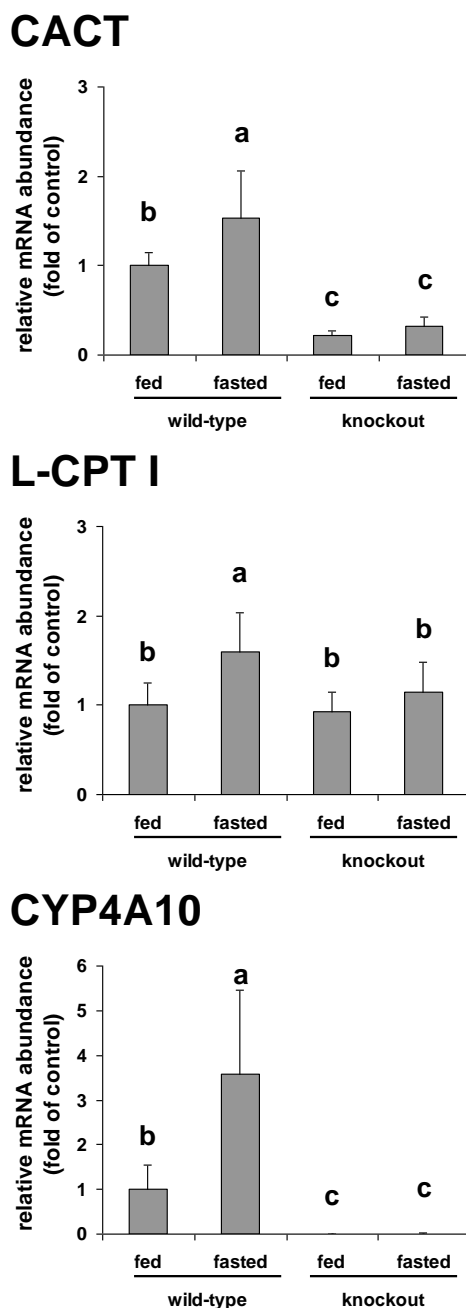 CACT
relative mRNA abundance
(fold of control)
3
2
1
0
b
a
c
c
fed
fasted
fed
fasted
wild-type
knockout
L-CPT I
relative mRNA abundance
(fold of control)
3
2
1
0
b
a
b
b
fed
fasted
fed
fasted
wild-type
knockout
CYP4A10
relative mRNA abundance
(fold of control)
6
5
4
3
2
1
0
b
a
c
c
fed
fasted
fed
fasted
wild-type
knockout